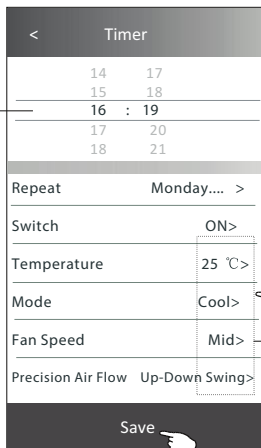 < Timer
14 17
15 18
16 : 19
17 20
18 21
Repeat Monday.... >
Switch ON>
Temperature 25 ℃>
Mode Cool>
Fan Speed Mid>
Precision Air Flow Up-Down Swing>
Save